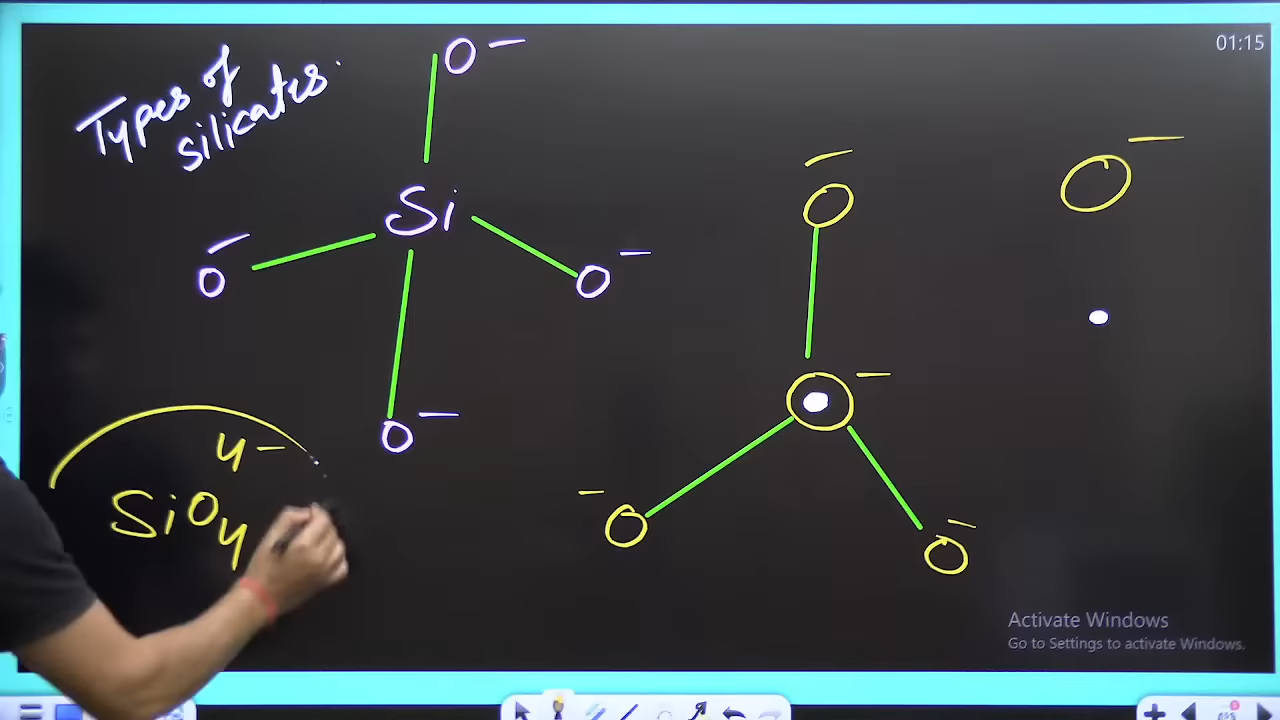 01:15
Types of
silicates.
O⁻
Si
O⁻
O⁻
O⁻
SiO₄⁴⁻
O⁻
⁻
⁻O
O⁻
O⁻
Activate Windows
Go to Settings to activate Windows.